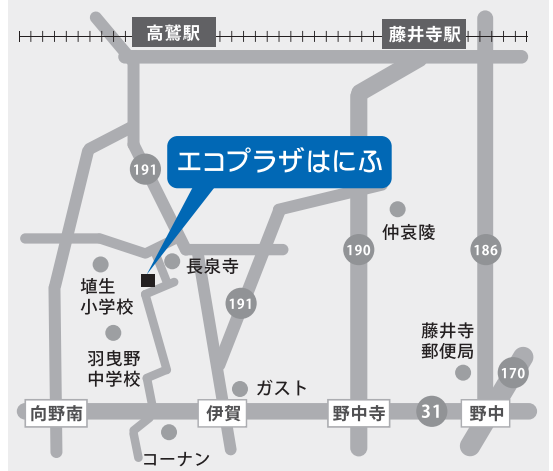 高鷲駅
藤井寺駅
エコプラザはにふ
191
仲哀陵
190
186
長泉寺
埴生
小学校
191
羽曳野
中学校
藤井寺
郵便局
170
ガスト
向野南
伊賀
野中寺
31
野中
コーナン